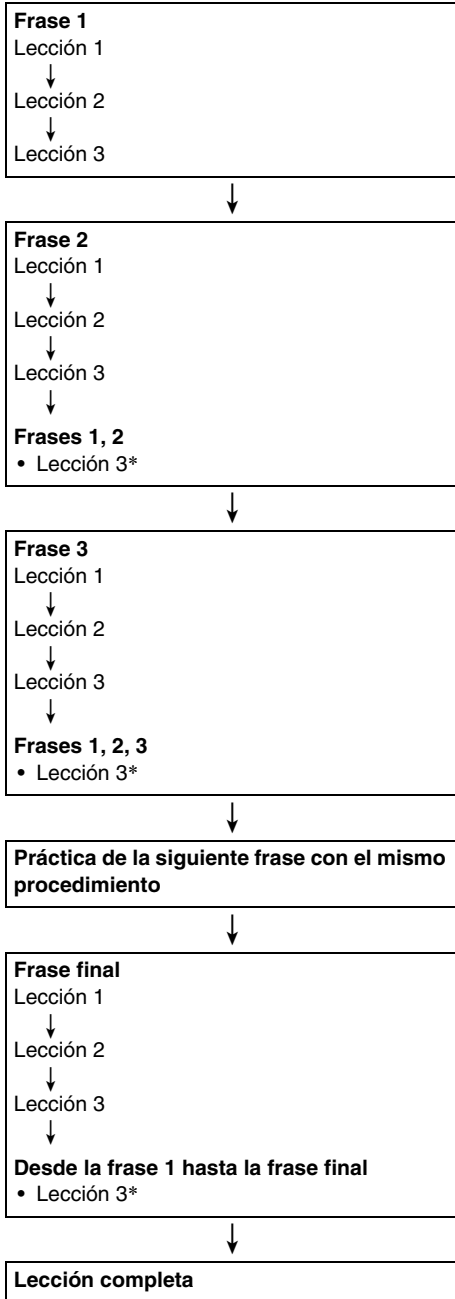 Frase 1
Lección 1
Lección 2
Lección 3
Frase 2
Lección 1
Lección 2
Lección 3
Frases 1, 2
• Lección 3*
Frase 3
Lección 1
Lección 2
Lección 3
Frases 1, 2, 3
• Lección 3*
Práctica de la siguiente frase con el mismo
procedimiento
Frase final
Lección 1
Lección 2
Lección 3
Desde la frase 1 hasta la frase final
• Lección 3*
Lección completa